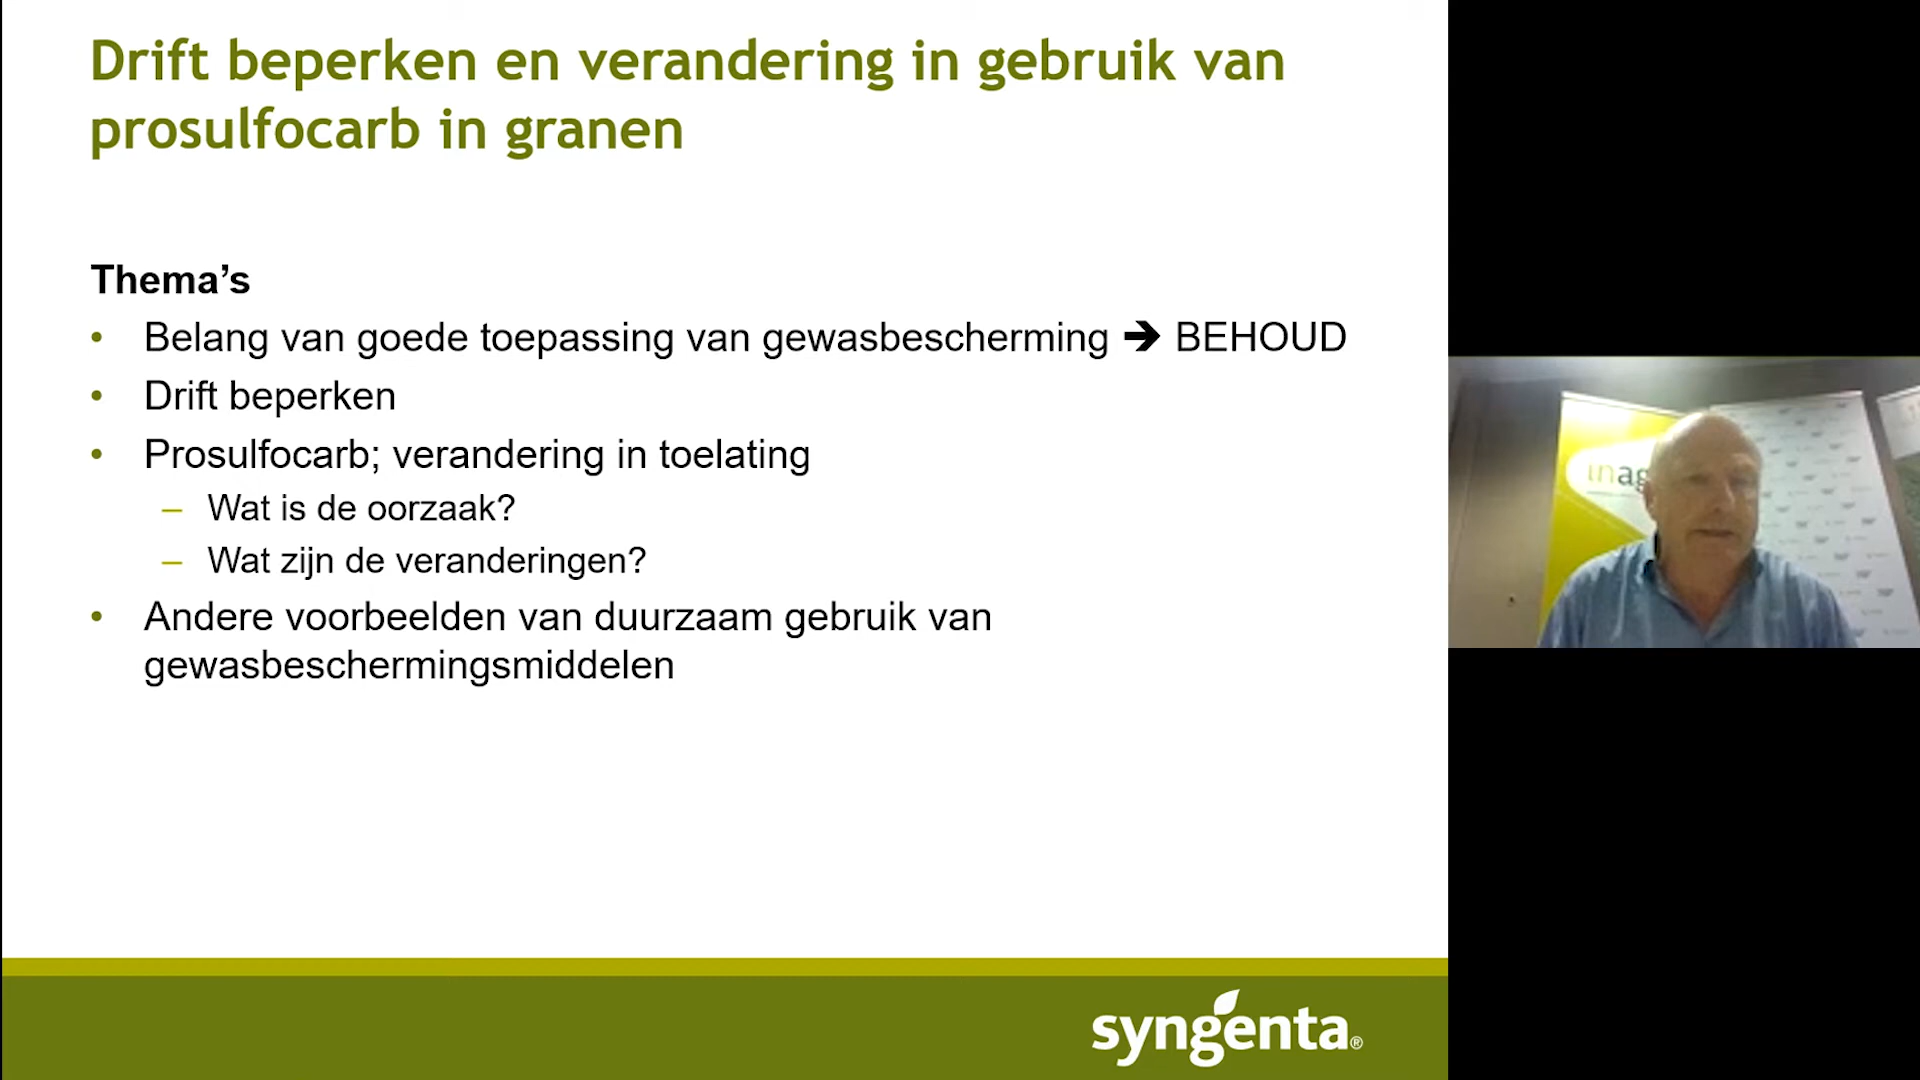 Drift beperken en verandering in gebruik van
prosulfocarb in granen
Thema’s
• Belang van goede toepassing van gewasbescherming ➔ BEHOUD
• Drift beperken
• Prosulfocarb; verandering in toelating
– Wat is de oorzaak?
– Wat zijn de veranderingen?
• Andere voorbeelden van duurzaam gebruik van
gewasbeschermingsmiddelen
inag
syngenta®